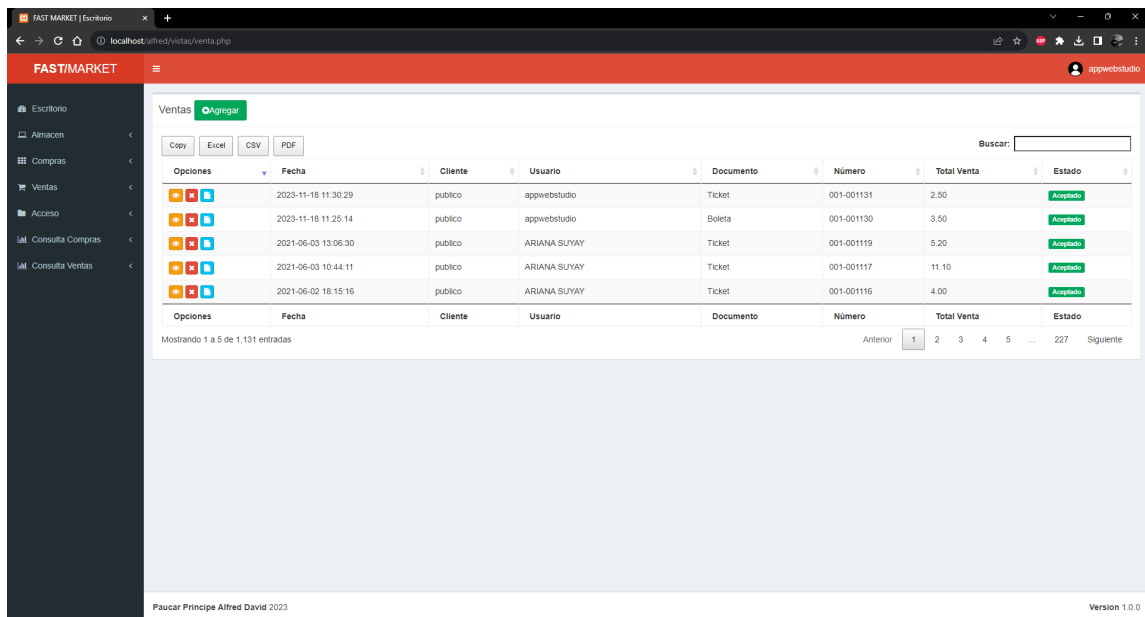 FAST MARKET | Escritorio
localhost/alfred/vistas/venta.php
ABP
FAST/MARKET
appwebstudio
Escritorio
Almacen
Compras
Ventas
Acceso
Consulta Compras
Consulta Ventas
Ventas Agregar
Copy Excel CSV PDF Buscar:
Opciones Fecha Cliente Usuario Documento Número Total Venta Estado
2023-11-18 11:30:29 publico appwebstudio Ticket 001-001131 2.50 Aceptado
2023-11-18 11:25:14 publico appwebstudio Boleta 001-001130 3.50 Aceptado
2021-06-03 13:06:30 publico ARIANA SUYAY Ticket 001-001119 5.20 Aceptado
2021-06-03 10:44:11 publico ARIANA SUYAY Ticket 001-001117 11.10 Aceptado
2021-06-02 18:15:16 publico ARIANA SUYAY Ticket 001-001116 4.00 Aceptado
Opciones Fecha Cliente Usuario Documento Número Total Venta Estado
Mostrando 1 a 5 de 1,131 entradas Anterior 1 2 3 4 5 ... 227 Siguiente
Paucar Principe Alfred David 2023 Version 1.0.0